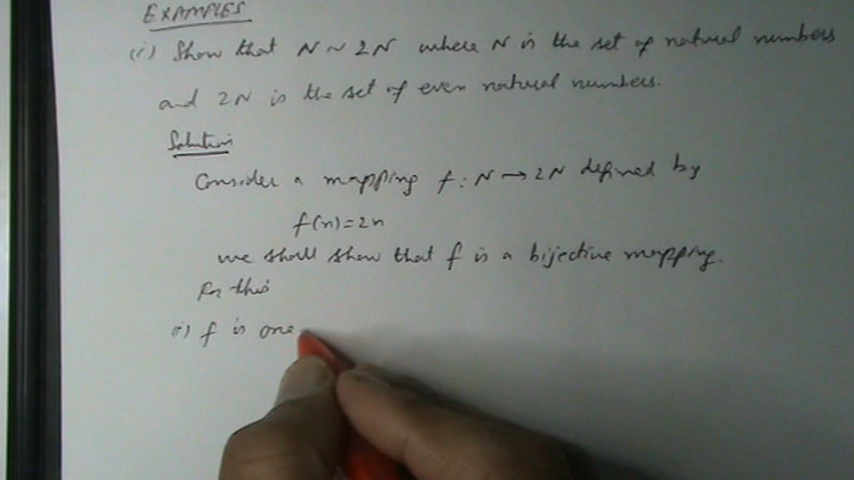 EXAMPLES
(i) Show that N ~ 2N where N is the set of natural numbers
and 2N is the set of even natural numbers.
Solution
Consider a mapping f : N → 2N defined by
f(n)=2n
we shall show that f is a bijective mapping.
For this
(i) f is one